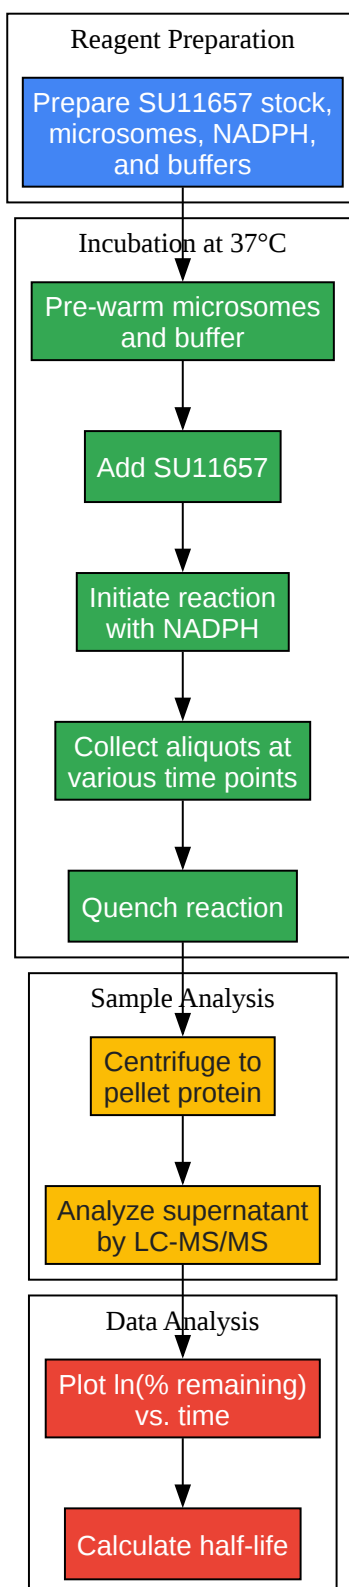 Reagent Preparation
Prepare SU11657 stock,
microsomes, NADPH,
and buffers
Incubation at 37°C
Pre-warm microsomes
and buffer
Add SU11657
Initiate reaction
with NADPH
Collect aliquots at
various time points
Quench reaction
Sample Analysis
Centrifuge to
pellet protein
Analyze supernatant
by LC-MS/MS
Data Analysis
Plot ln(% remaining)
vs. time
Calculate half-life